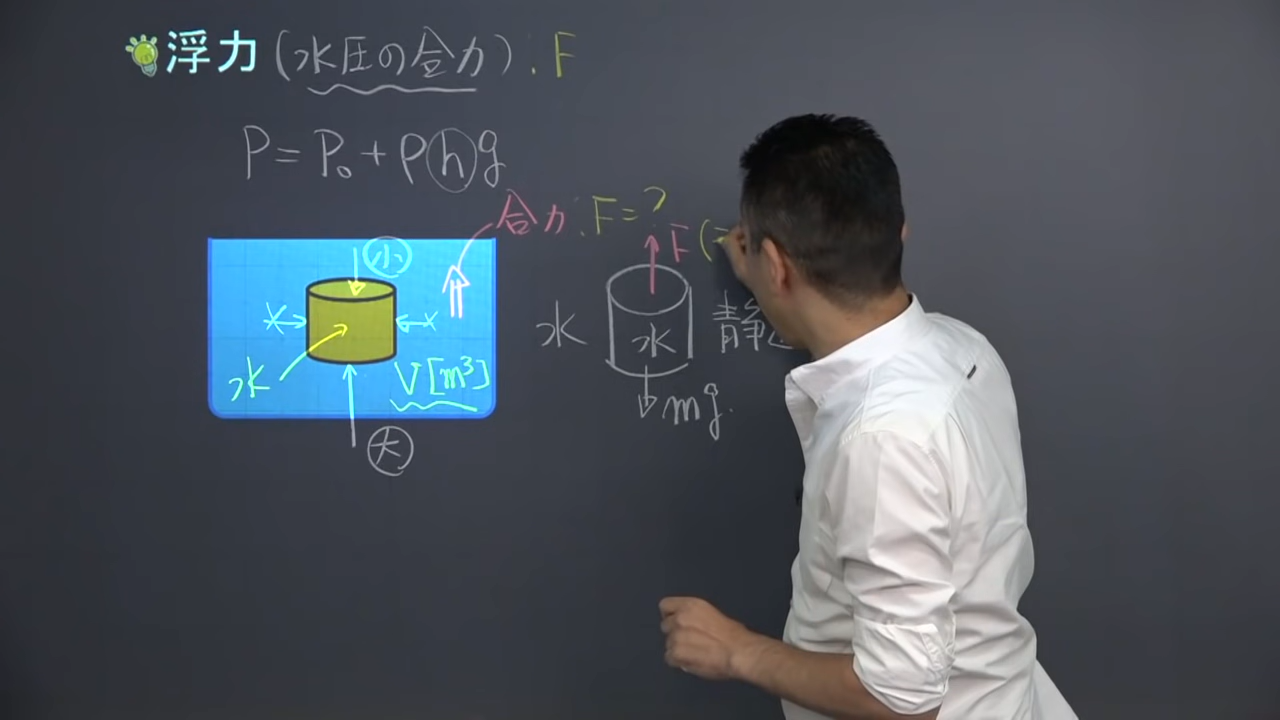 浮力(水圧の合力):F
P=P₀+ρhg
合力:F=?
小
F(
水
水
静
水
V[m³]
mg.
大